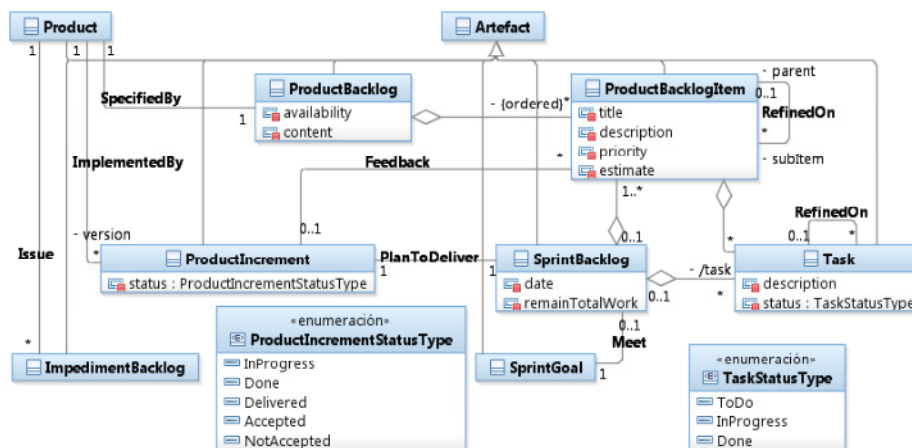 Product
Artefact
1
1
1
ProductBacklog
availability
content
SpecifiedBy
1
- {ordered}*
ProductBacklogItem
title
description
priority
estimate
- parent
0..1
RefinedOn
*
- subItem
ImplementedBy
Feedback
*
1..*
RefinedOn
0..1
*
*
- version
*
0..1
Issue
ProductIncrement
status : ProductIncrementStatusType
1
PlanToDeliver
1
SprintBacklog
date
remainTotalWork
0..1
- /task
0..1
*
Task
description
status : TaskStatusType
0..1
Meet
1
*
ImpedimentBacklog
«enumeración»
ProductIncrementStatusType
InProgress
Done
Delivered
Accepted
NotAccepted
SprintGoal
«enumeración»
TaskStatusType
ToDo
InProgress
Done